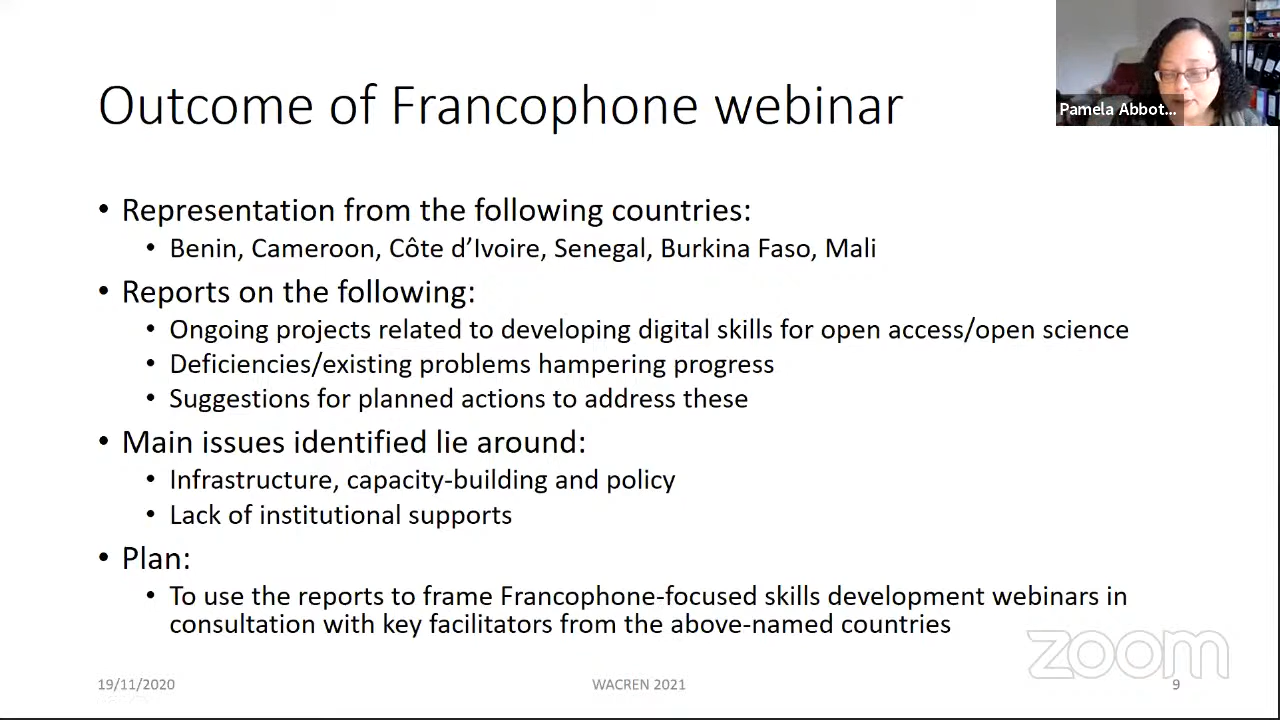 Outcome of Francophone webinar
Pamela Abbot...
• Representation from the following countries:
• Benin, Cameroon, Côte d’Ivoire, Senegal, Burkina Faso, Mali
• Reports on the following:
• Ongoing projects related to developing digital skills for open access/open science
• Deficiencies/existing problems hampering progress
• Suggestions for planned actions to address these
• Main issues identified lie around:
• Infrastructure, capacity-building and policy
• Lack of institutional supports
• Plan:
• To use the reports to frame Francophone-focused skills development webinars in
consultation with key facilitators from the above-named countries
zoom
19/11/2020
WACREN 2021
9